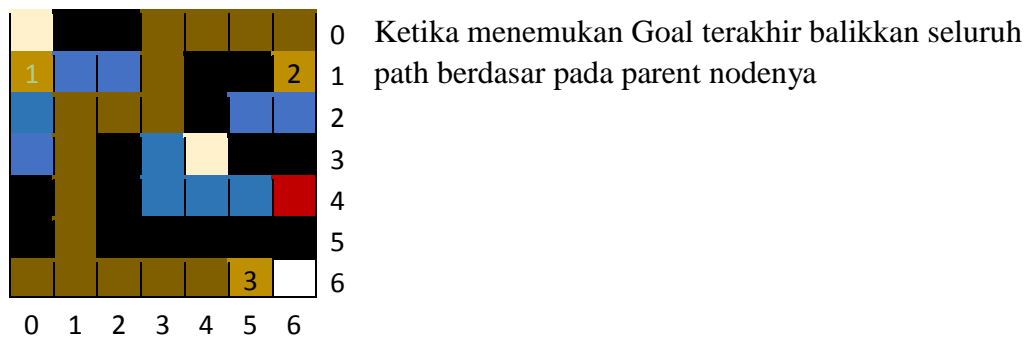 0 Ketika menemukan Goal terakhir balikkan seluruh
1 2 1 path berdasar pada parent nodenya
2
3
4
5
3 6
0 1 2 3 4 5 6